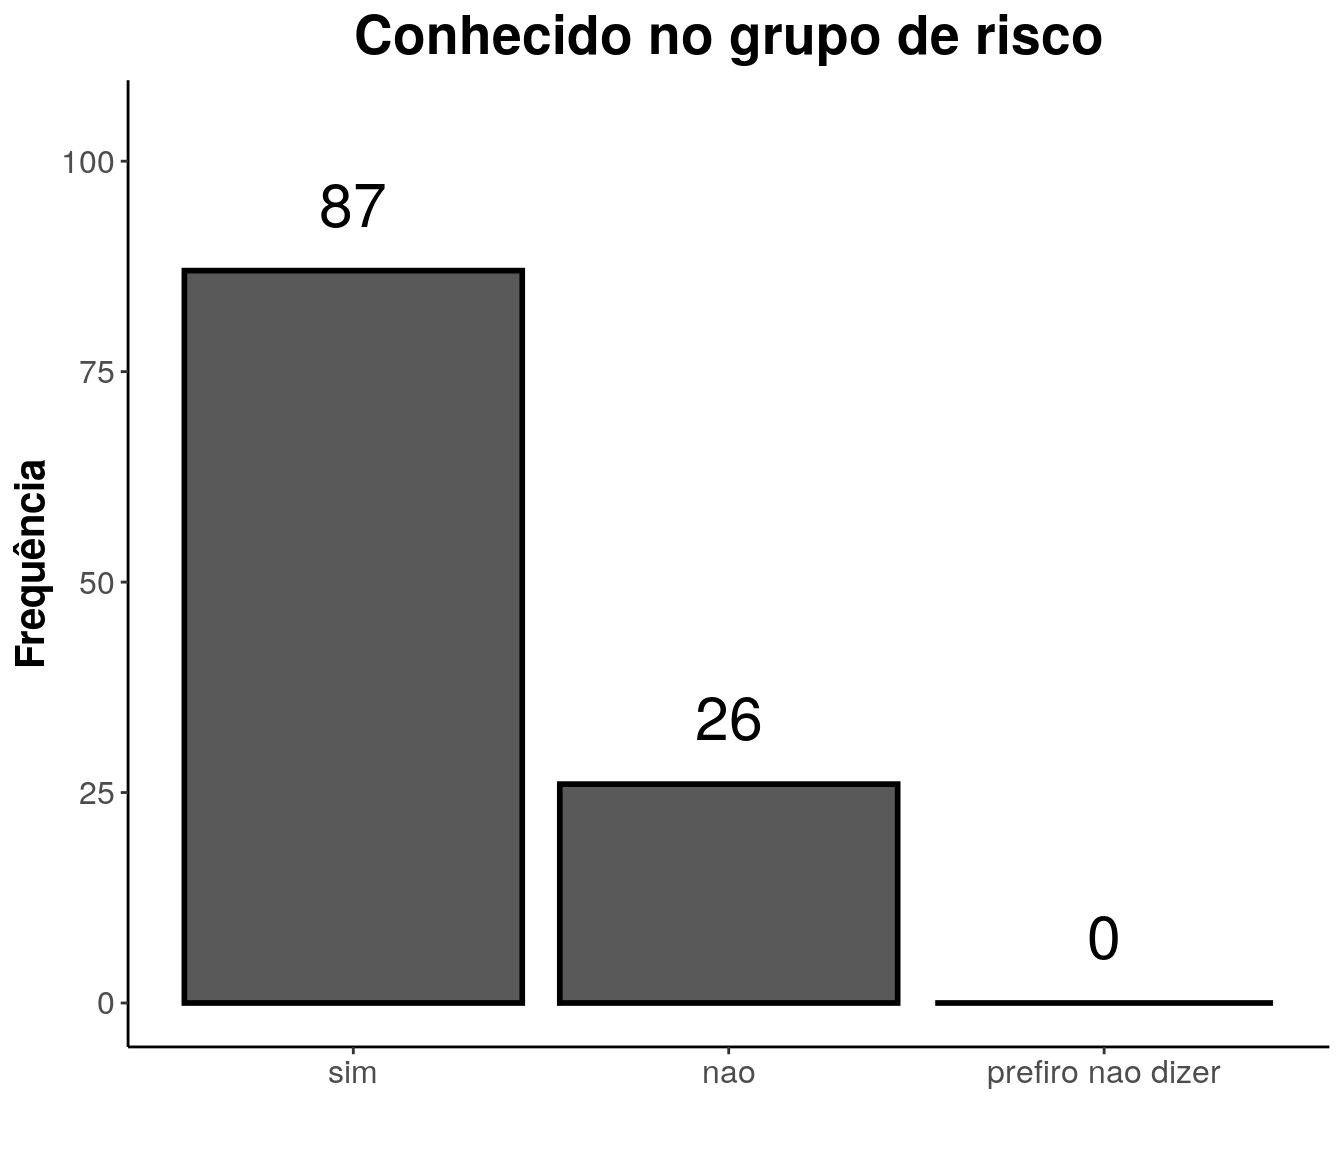 Conhecido no grupo de risco
Frequência
100
75
50
25
0
87
26
0
sim
nao
prefiro nao dizer